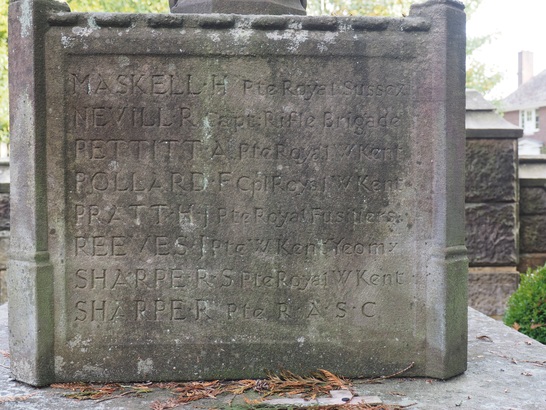 MASKELL·H Pte Royal Sussex
NEVILL·R Capt: Rifle Brigade
PETTITT·A Pte Royal W Kent
POLLARD·F Cpl Royal W Kent
PRATT·H·J Pte Royal Fusiliers
REEVES·J Pte W Kent Yeom:
SHARPE R·S Pte Royal W Kent
SHARPE R Pte R·A·S·C